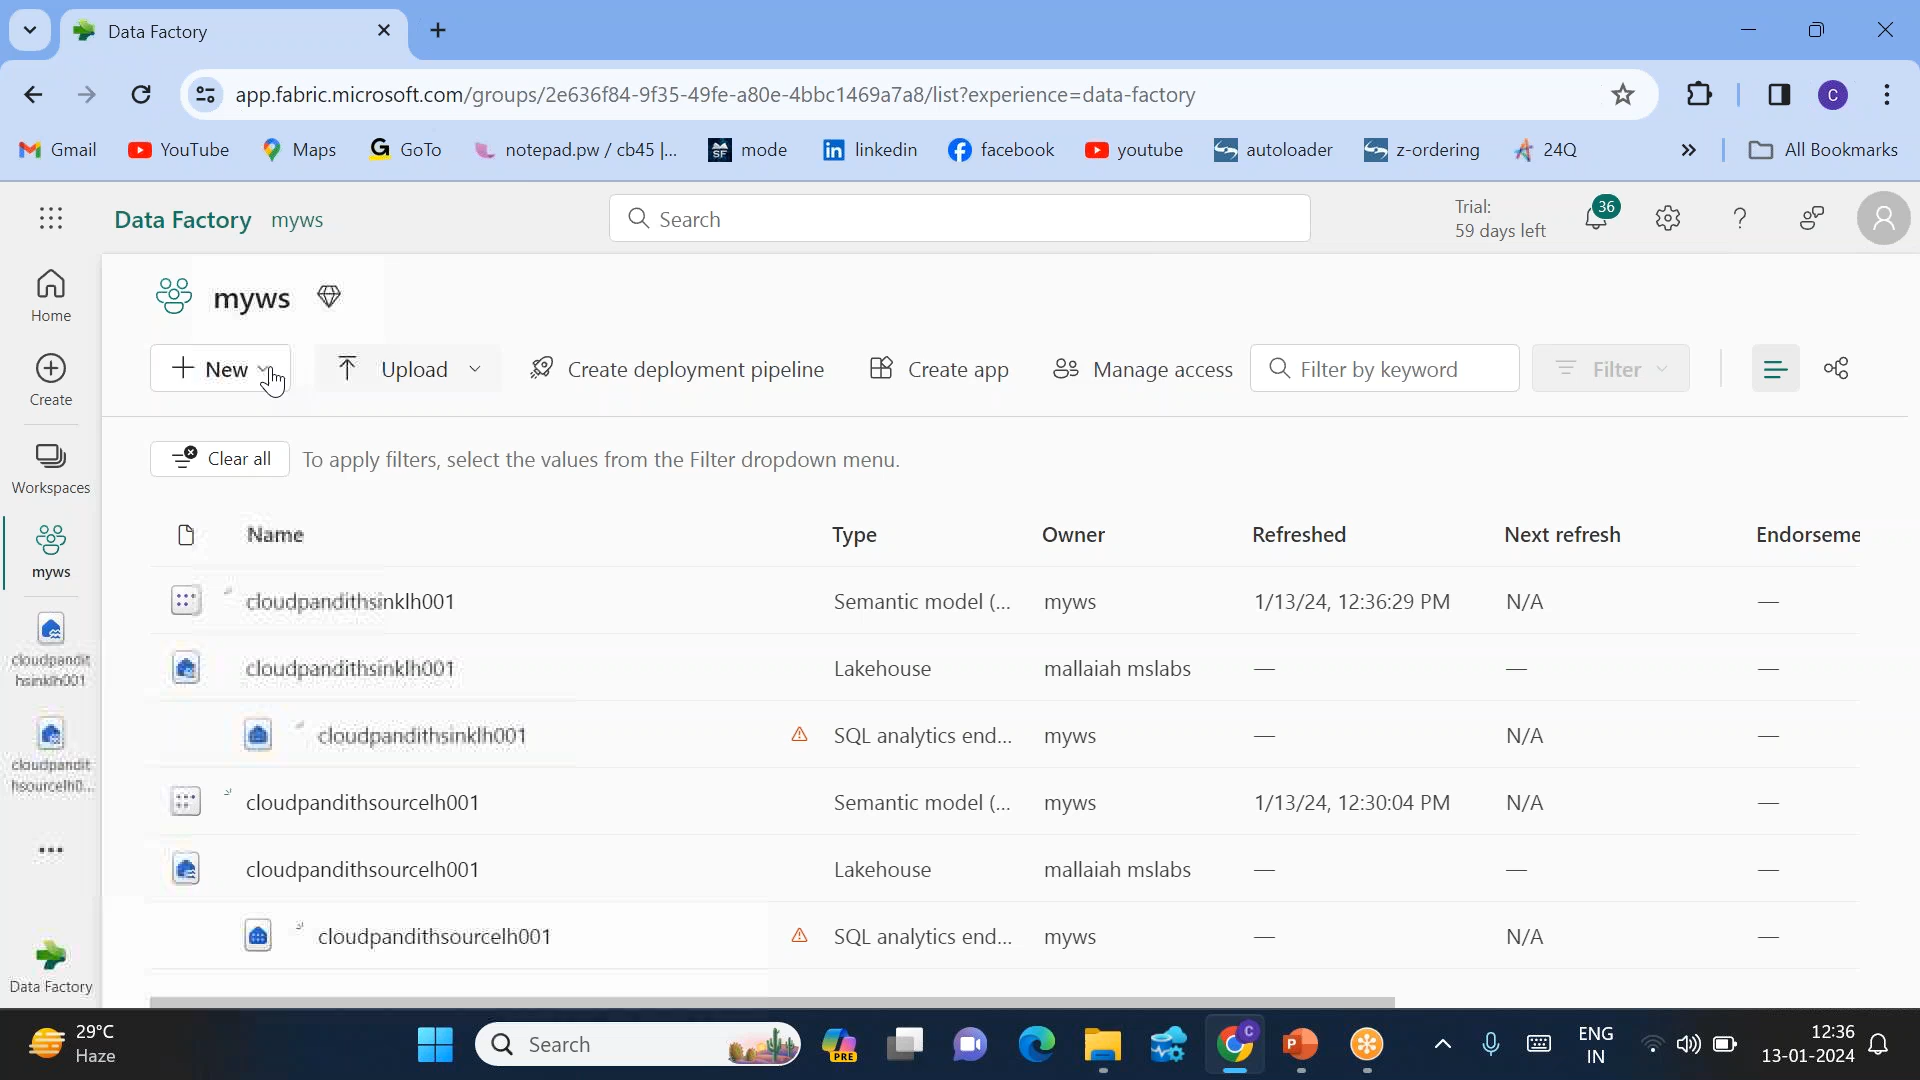 Data Factory
app.fabric.microsoft.com/groups/2e636f84-9f35-49fe-a80e-4bbc1469a7a8/list?experience=data-factory
C
Gmail YouTube Maps GoTo notepad.pw / cb45 |... mode linkedin facebook youtube autoloader z-ordering 24Q » All Bookmarks
Data Factory myws Search Trial: 59 days left 36
Home
Create
Workspaces
myws
cloudpandit
hsinklh001
cloudpandit
hsourcelh0...
Data Factory
myws
New Upload Create deployment pipeline Create app Manage access Filter by keyword Filter
Clear all To apply filters, select the values from the Filter dropdown menu.
Name Type Owner Refreshed Next refresh Endorseme
cloudpandithsinklh001 Semantic model (... myws 1/13/24, 12:36:29 PM N/A —
cloudpandithsinklh001 Lakehouse mallaiah mslabs — — —
cloudpandithsinklh001 SQL analytics end... myws — N/A —
cloudpandithsourcelh001 Semantic model (... myws 1/13/24, 12:30:04 PM N/A —
cloudpandithsourcelh001 Lakehouse mallaiah mslabs — — —
cloudpandithsourcelh001 SQL analytics end... myws — N/A —
29°C
Haze
Search
PRE
C
ENG
IN
12:36
13-01-2024